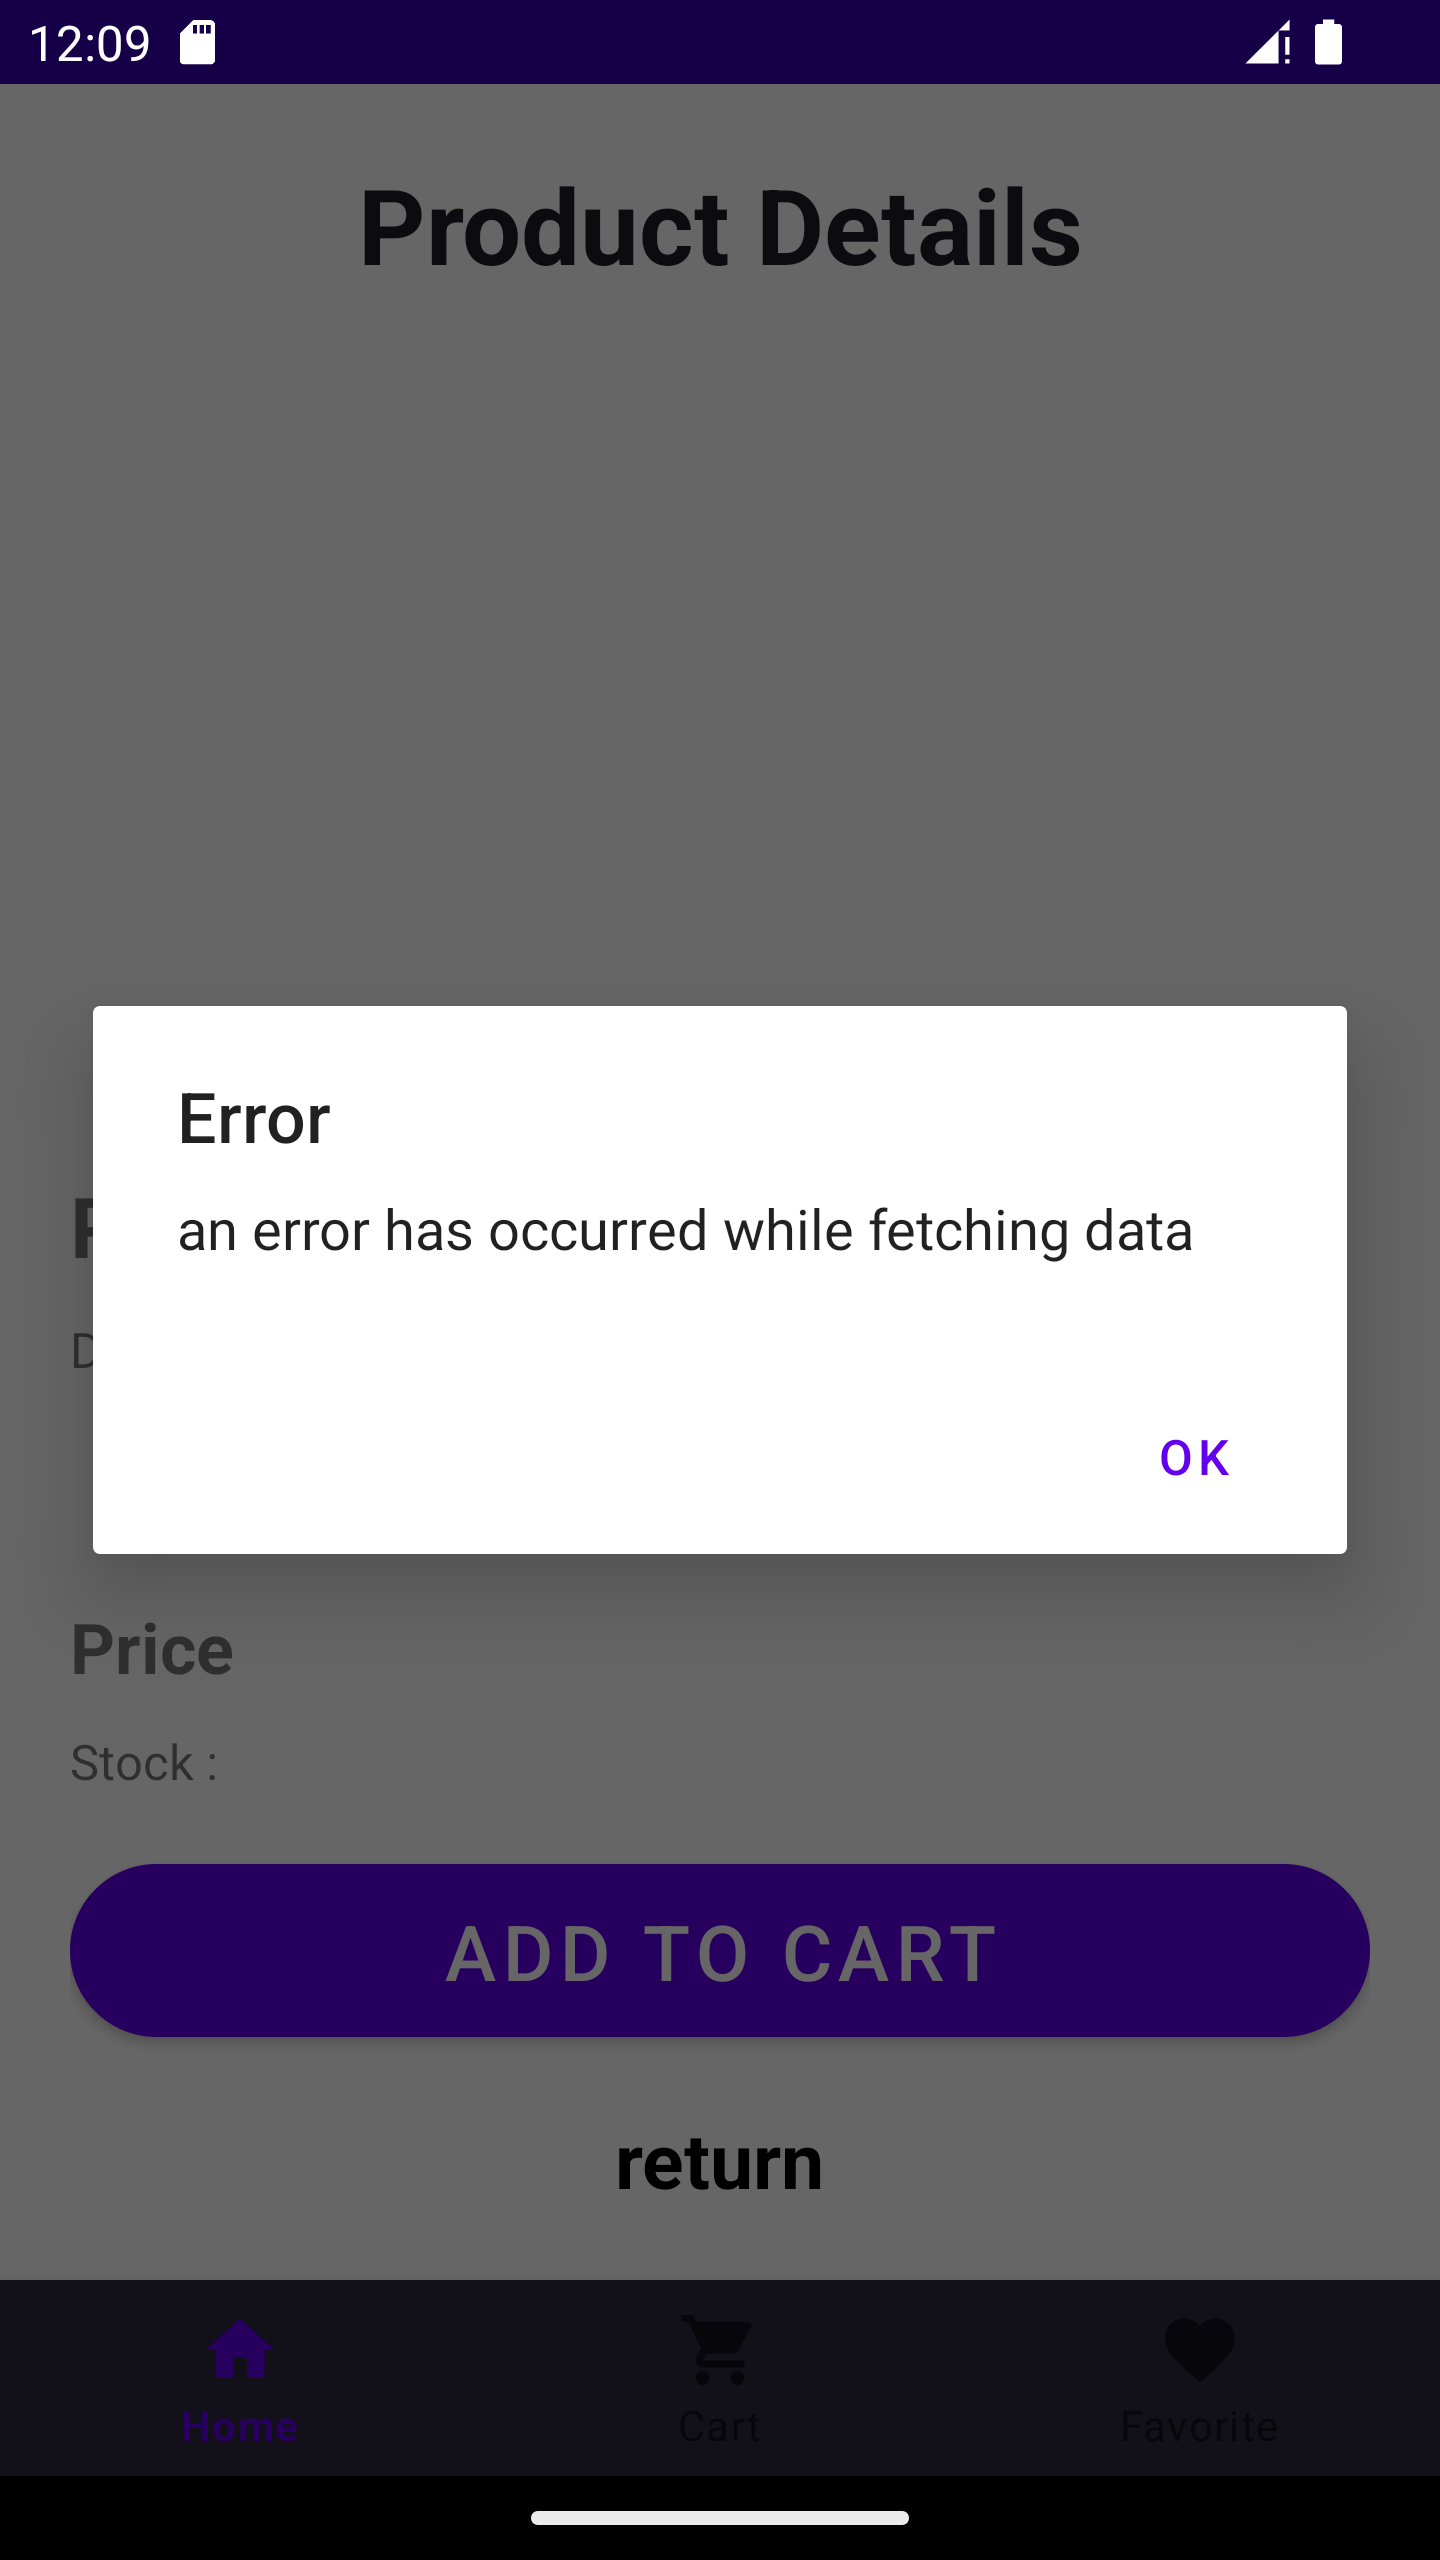 12:09
Product Details
Error
an error has occurred while fetching data
OK
Price
Stock :
ADD TO CART
return
Home
Cart
Favorite